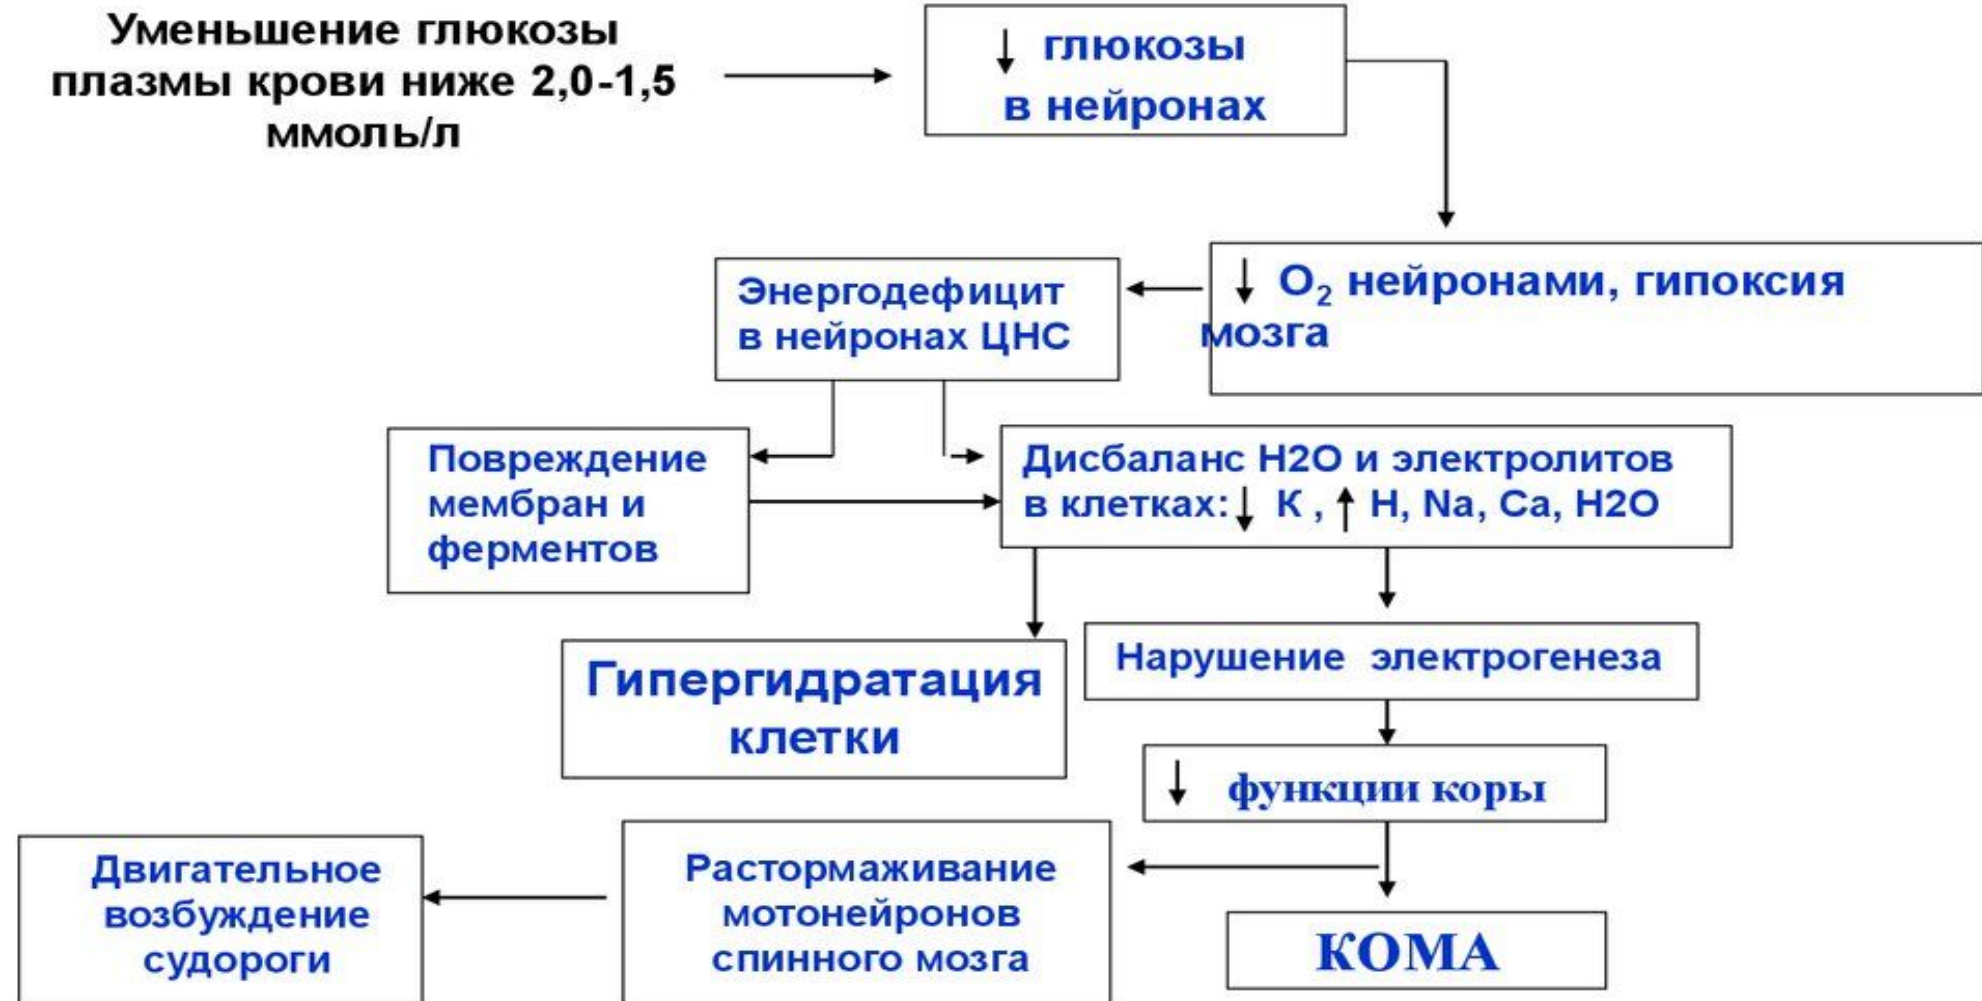 Уменьшение глюкозы
плазмы крови ниже 2,0-1,5
ммоль/л
↓ глюкозы
в нейронах
↓ O₂ нейронами, гипоксия
мозга
Энергодефицит
в нейронах ЦНС
Повреждение
мембран и
ферментов
Дисбаланс Н2О и электролитов
в клетках:↓ К , ↑ Н, Na, Ca, Н2О
Гипергидратация
клетки
Нарушение электрогенеза
↓ функции коры
Двигательное
возбуждение
судороги
Растормаживание
мотонейронов
спинного мозга
КОМА